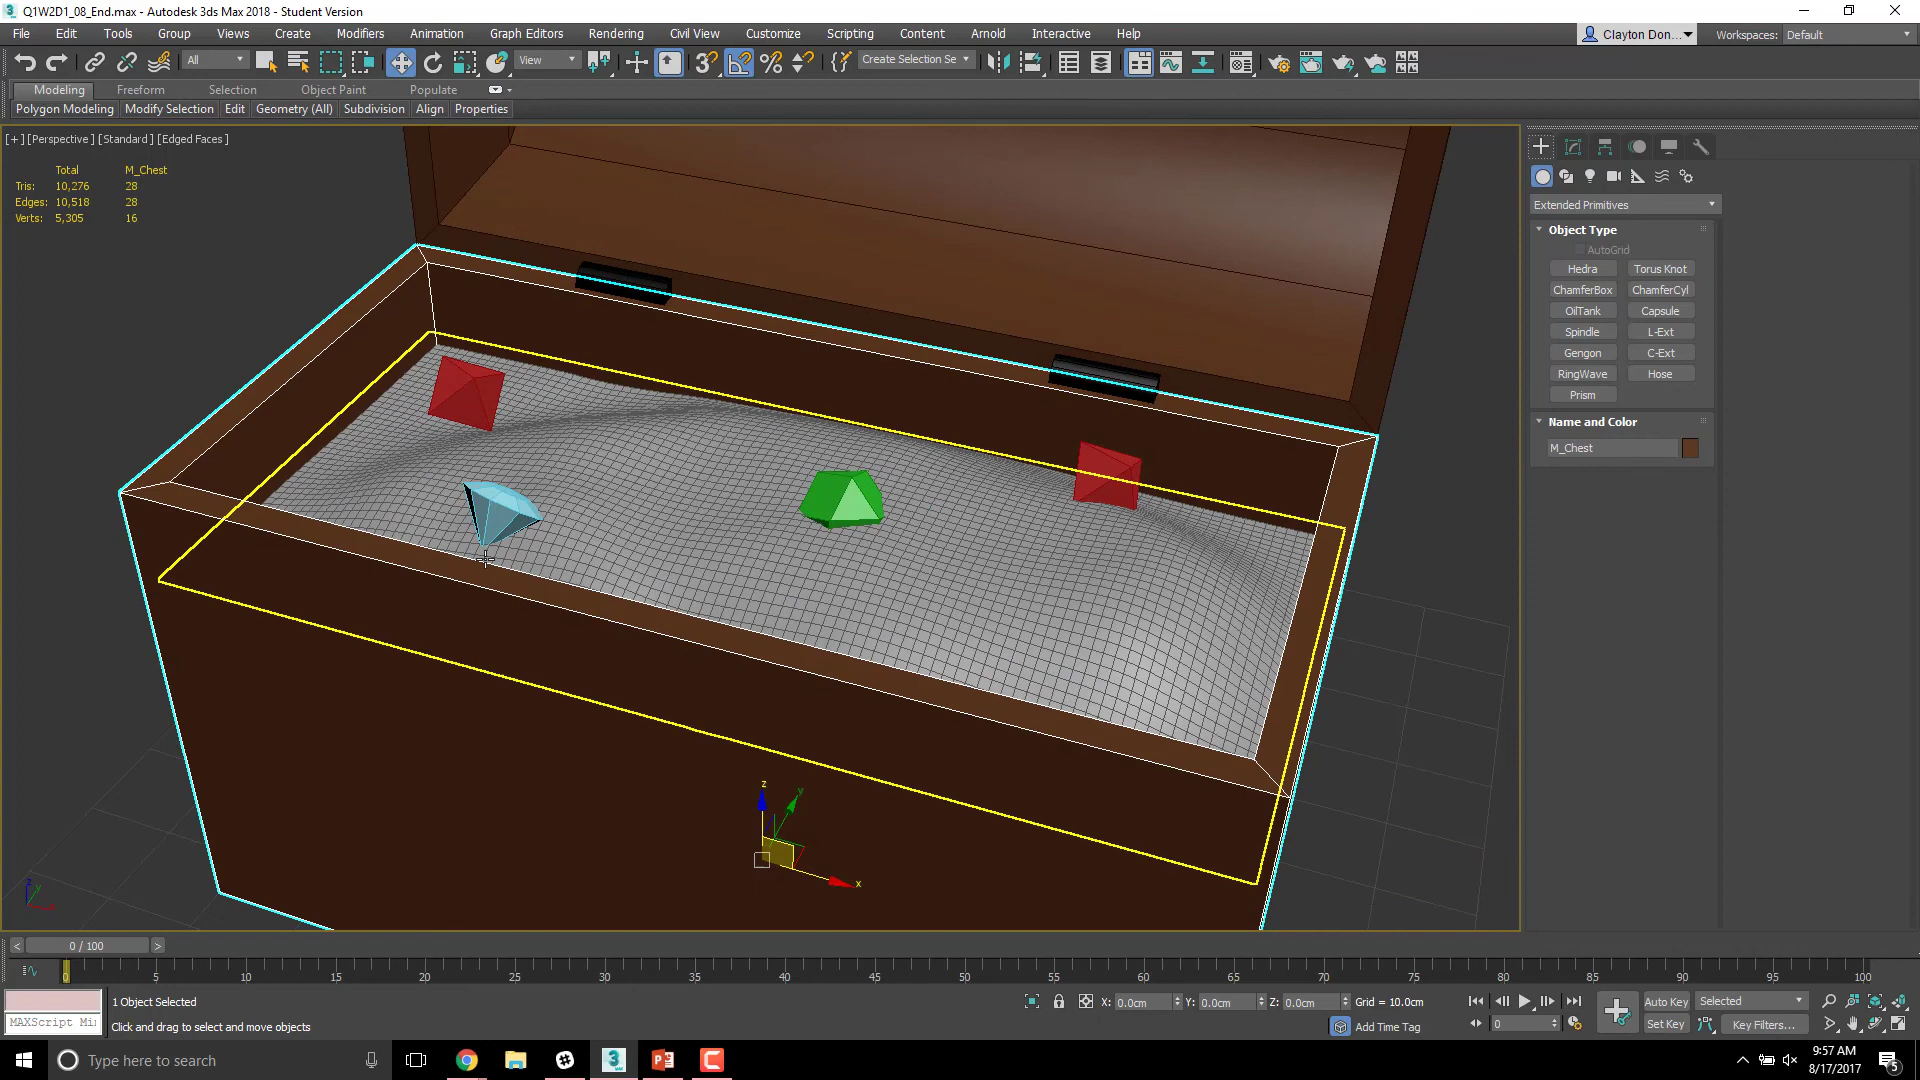 Q1W2D1_08_End.max - Autodesk 3ds Max 2018 - Student Version
File Edit Tools Group Views Create Modifiers Animation Graph Editors Rendering Civil View Customize Scripting Content Arnold Interactive Help Clayton Don... Workspaces: Default
All View Create Selection Se
Modeling Freeform Selection Object Paint Populate
Polygon Modeling Modify Selection Edit Geometry (All) Subdivision Align Properties
[+] [Perspective] [Standard] [Edged Faces]
Total M_Chest
Tris: 10,276 28
Edges: 10,518 28
Verts: 5,305 16
Extended Primitives
Object Type
AutoGrid
Hedra Torus Knot
ChamferBox ChamferCyl
OilTank Capsule
Spindle L-Ext
Gengon C-Ext
RingWave Hose
Prism
Name and Color
M_Chest
z
y
x
z
y
< 0 / 100 >
0 5 10 15 20 25 30 35 40 45 50 55 60 65 70 75 80 85 90 95 100
1 Object Selected X: 0.0cm Y: 0.0cm Z: 0.0cm Grid = 10.0cm Auto Key Selected
MAXScript Mi Click and drag to select and move objects Add Time Tag 0 Set Key Key Filters...
Type here to search 9:57 AM
8/17/2017 5